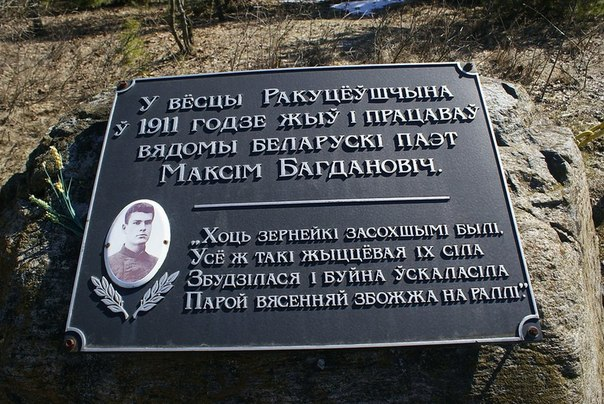 У вёсцы Ракуцёўшчына
ў 1911 годзе жыў і працаваў
вядомы беларускі паэт
Максім Багдановіч.
„Хоць зернейкі засохшымі былі,
Усё ж такі жыццёвая іх сіла
Збудзілася і буйна ўскаласіла
Парой вясенняй збожжа на раллі."